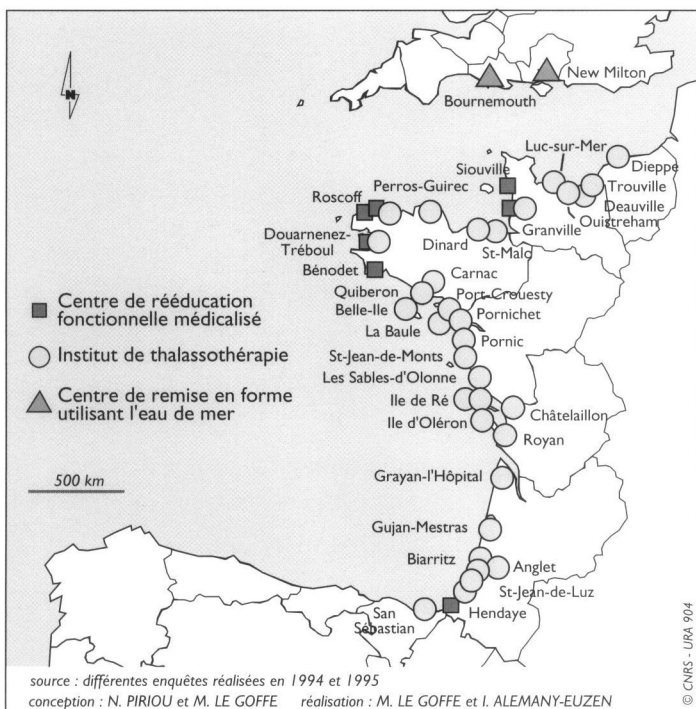 N
New Milton
Bournemouth
Luc-sur-Mer
Dieppe
Siouville
Trouville
Perros-Guirec
Deauville
Roscoff
Ouistreham
Granville
Douarnenez-
Tréboul
Dinard
St-Malo
Bénodet
Carnac
Quiberon
Port-Crouesty
Belle-Ile
Pornichet
La Baule
Pornic
St-Jean-de-Monts
Les Sables-d'Olonne
Ile de Ré
Châtelaillon
Ile d'Oléron
Royan
Grayan-l'Hôpital
Gujan-Mestras
Biarritz
Anglet
St-Jean-de-Luz
Hendaye
San
Sébastian
Centre de rééducation
fonctionnelle médicalisé
Institut de thalassothérapie
Centre de remise en forme
utilisant l'eau de mer
500 km
source : différentes enquêtes réalisées en 1994 et 1995
conception : N. PIRIOU et M. LE GOFFE réalisation : M. LE GOFFE et I. ALEMANY-EUZEN
© CNRS - URA 904